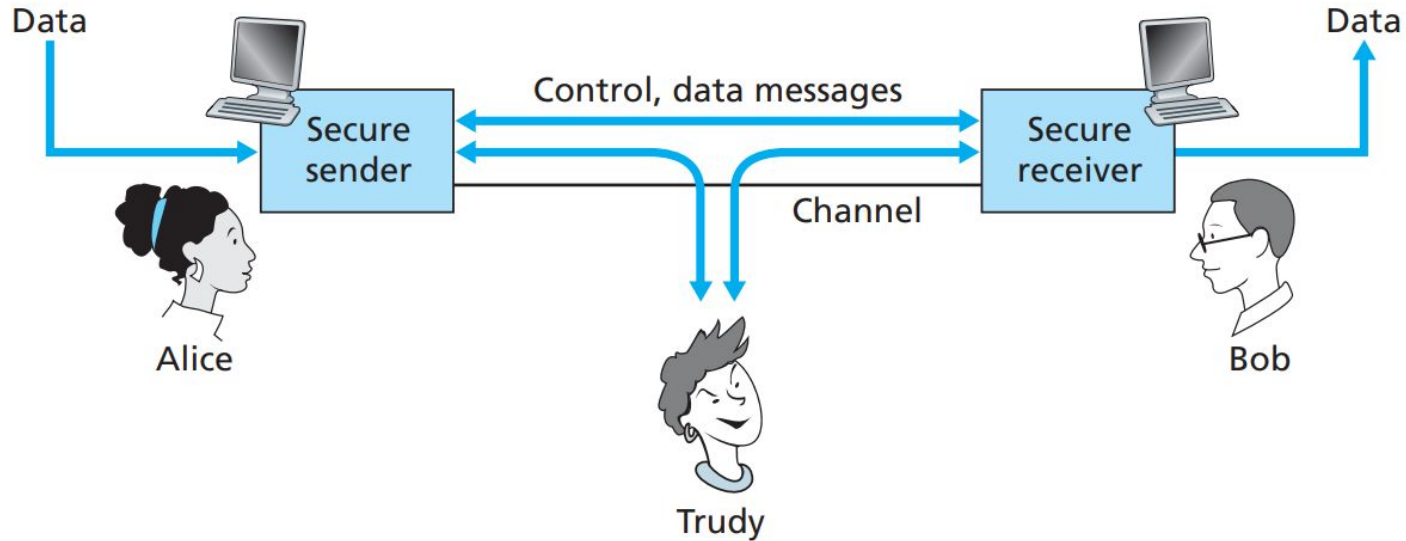 Data
Data
Control, data messages
Secure
sender
Secure
receiver
Channel
Alice
Bob
Trudy